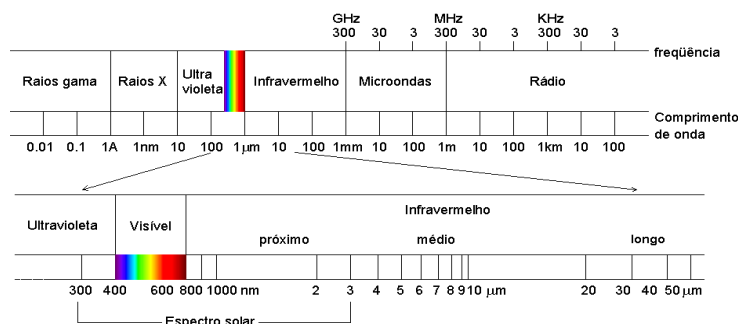 GHz MHz KHz
300 30 3 300 30 3 300 30 3
freqüência
Raios gama Raios X Ultra violeta Infravermelho Microondas Rádio
Comprimento de onda
0.01 0.1 1A 1nm 10 100 1µm 10 100 1mm 10 100 1m 10 100 1km 10 100
Infravermelho
Ultravioleta Visível
próximo médio longo
300 400 600 800 1000 nm 2 3 4 5 6 7 8 9 10 µm 20 30 40 50 µm
Espectro solar